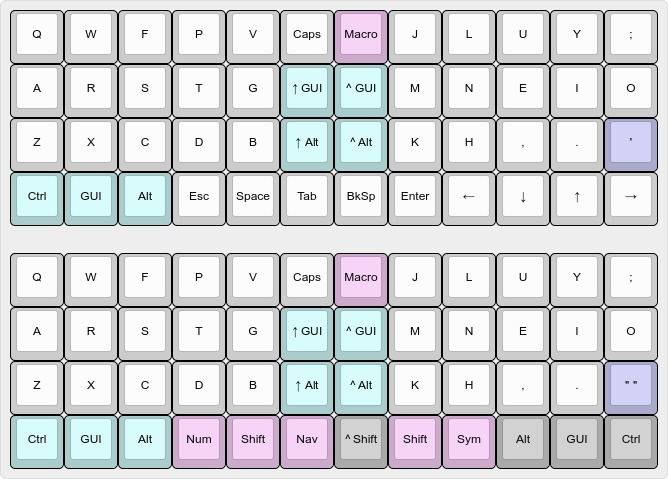 Q W F P V Caps Macro J L U Y ;
A R S T G ↑ GUI ^ GUI M N E I O
Z X C D B ↑ Alt ^ Alt K H , . '
Ctrl GUI Alt Esc Space Tab BkSp Enter ← ↓ ↑ →
Q W F P V Caps Macro J L U Y ;
A R S T G ↑ GUI ^ GUI M N E I O
Z X C D B ↑ Alt ^ Alt K H , . " "
Ctrl GUI Alt Num Shift Nav ^ Shift Shift Sym Alt GUI Ctrl